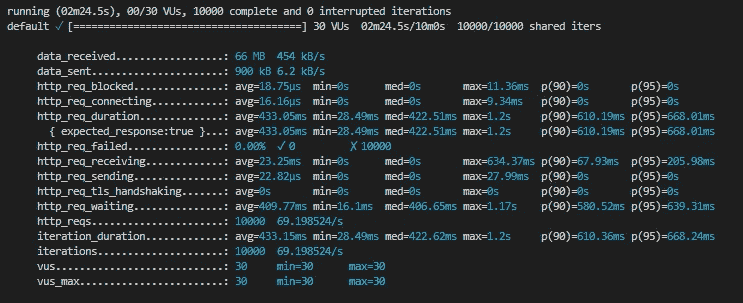 running (02m24.5s), 00/30 VUs, 10000 complete and 0 interrupted iterations
default ✓ [======================================] 30 VUs  02m24.5s/10m0s  10000/10000 shared iters
data_received..................: 66 MB  454 kB/s
data_sent......................: 900 kB 6.2 kB/s
http_req_blocked...............: avg=18.75µs  min=0s      med=0s       max=11.36ms  p(90)=0s       p(95)=0s
http_req_connecting............: avg=16.16µs  min=0s      med=0s       max=9.34ms   p(90)=0s       p(95)=0s
http_req_duration..............: avg=433.05ms min=28.49ms med=422.51ms max=1.2s     p(90)=610.19ms p(95)=668.01ms
{ expected_response:true }...: avg=433.05ms min=28.49ms med=422.51ms max=1.2s     p(90)=610.19ms p(95)=668.01ms
http_req_failed................: 0.00%  ✓ 0         ✗ 10000
http_req_receiving.............: avg=23.25ms  min=0s      med=0s       max=634.37ms p(90)=67.93ms  p(95)=205.98ms
http_req_sending...............: avg=22.82µs  min=0s      med=0s       max=27.99ms  p(90)=0s       p(95)=0s
http_req_tls_handshaking.......: avg=0s       min=0s      med=0s       max=0s       p(90)=0s       p(95)=0s
http_req_waiting...............: avg=409.77ms min=16.1ms  med=406.65ms max=1.17s    p(90)=580.52ms p(95)=639.31ms
http_reqs......................: 10000  69.198524/s
iteration_duration.............: avg=433.15ms min=28.49ms med=422.62ms max=1.2s     p(90)=610.36ms p(95)=668.24ms
iterations.....................: 10000  69.198524/s
vus............................: 30     min=30      max=30
vus_max........................: 30     min=30      max=30